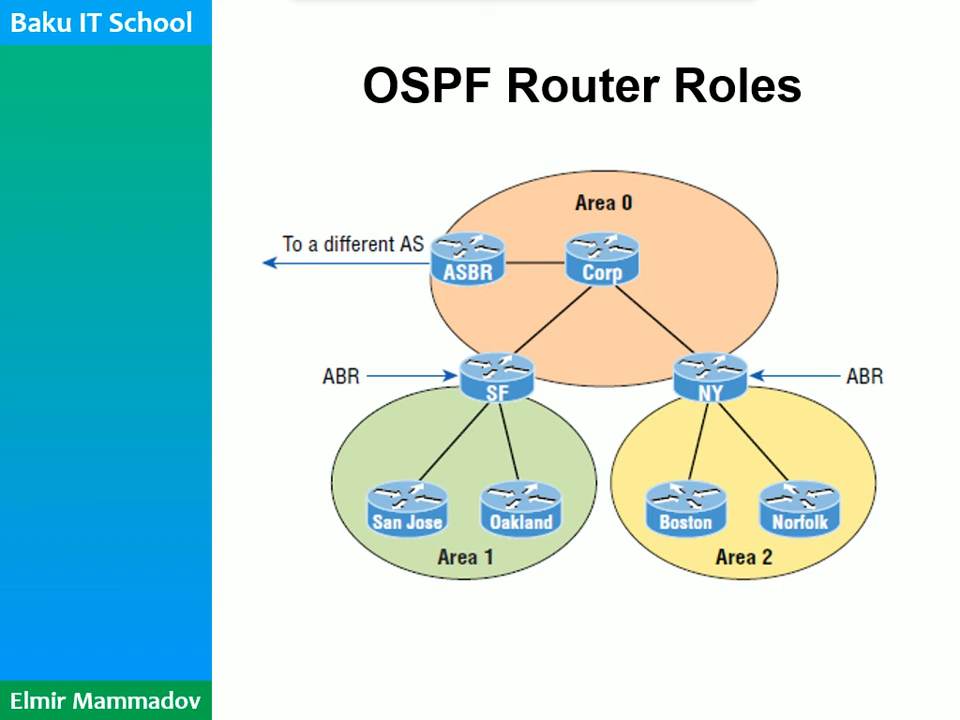 Baku IT School
OSPF Router Roles
Area 0
To a different AS
ASBR
Corp
ABR
SF
NY
ABR
San Jose
Oakland
Boston
Norfolk
Area 1
Area 2
Elmir Mammadov